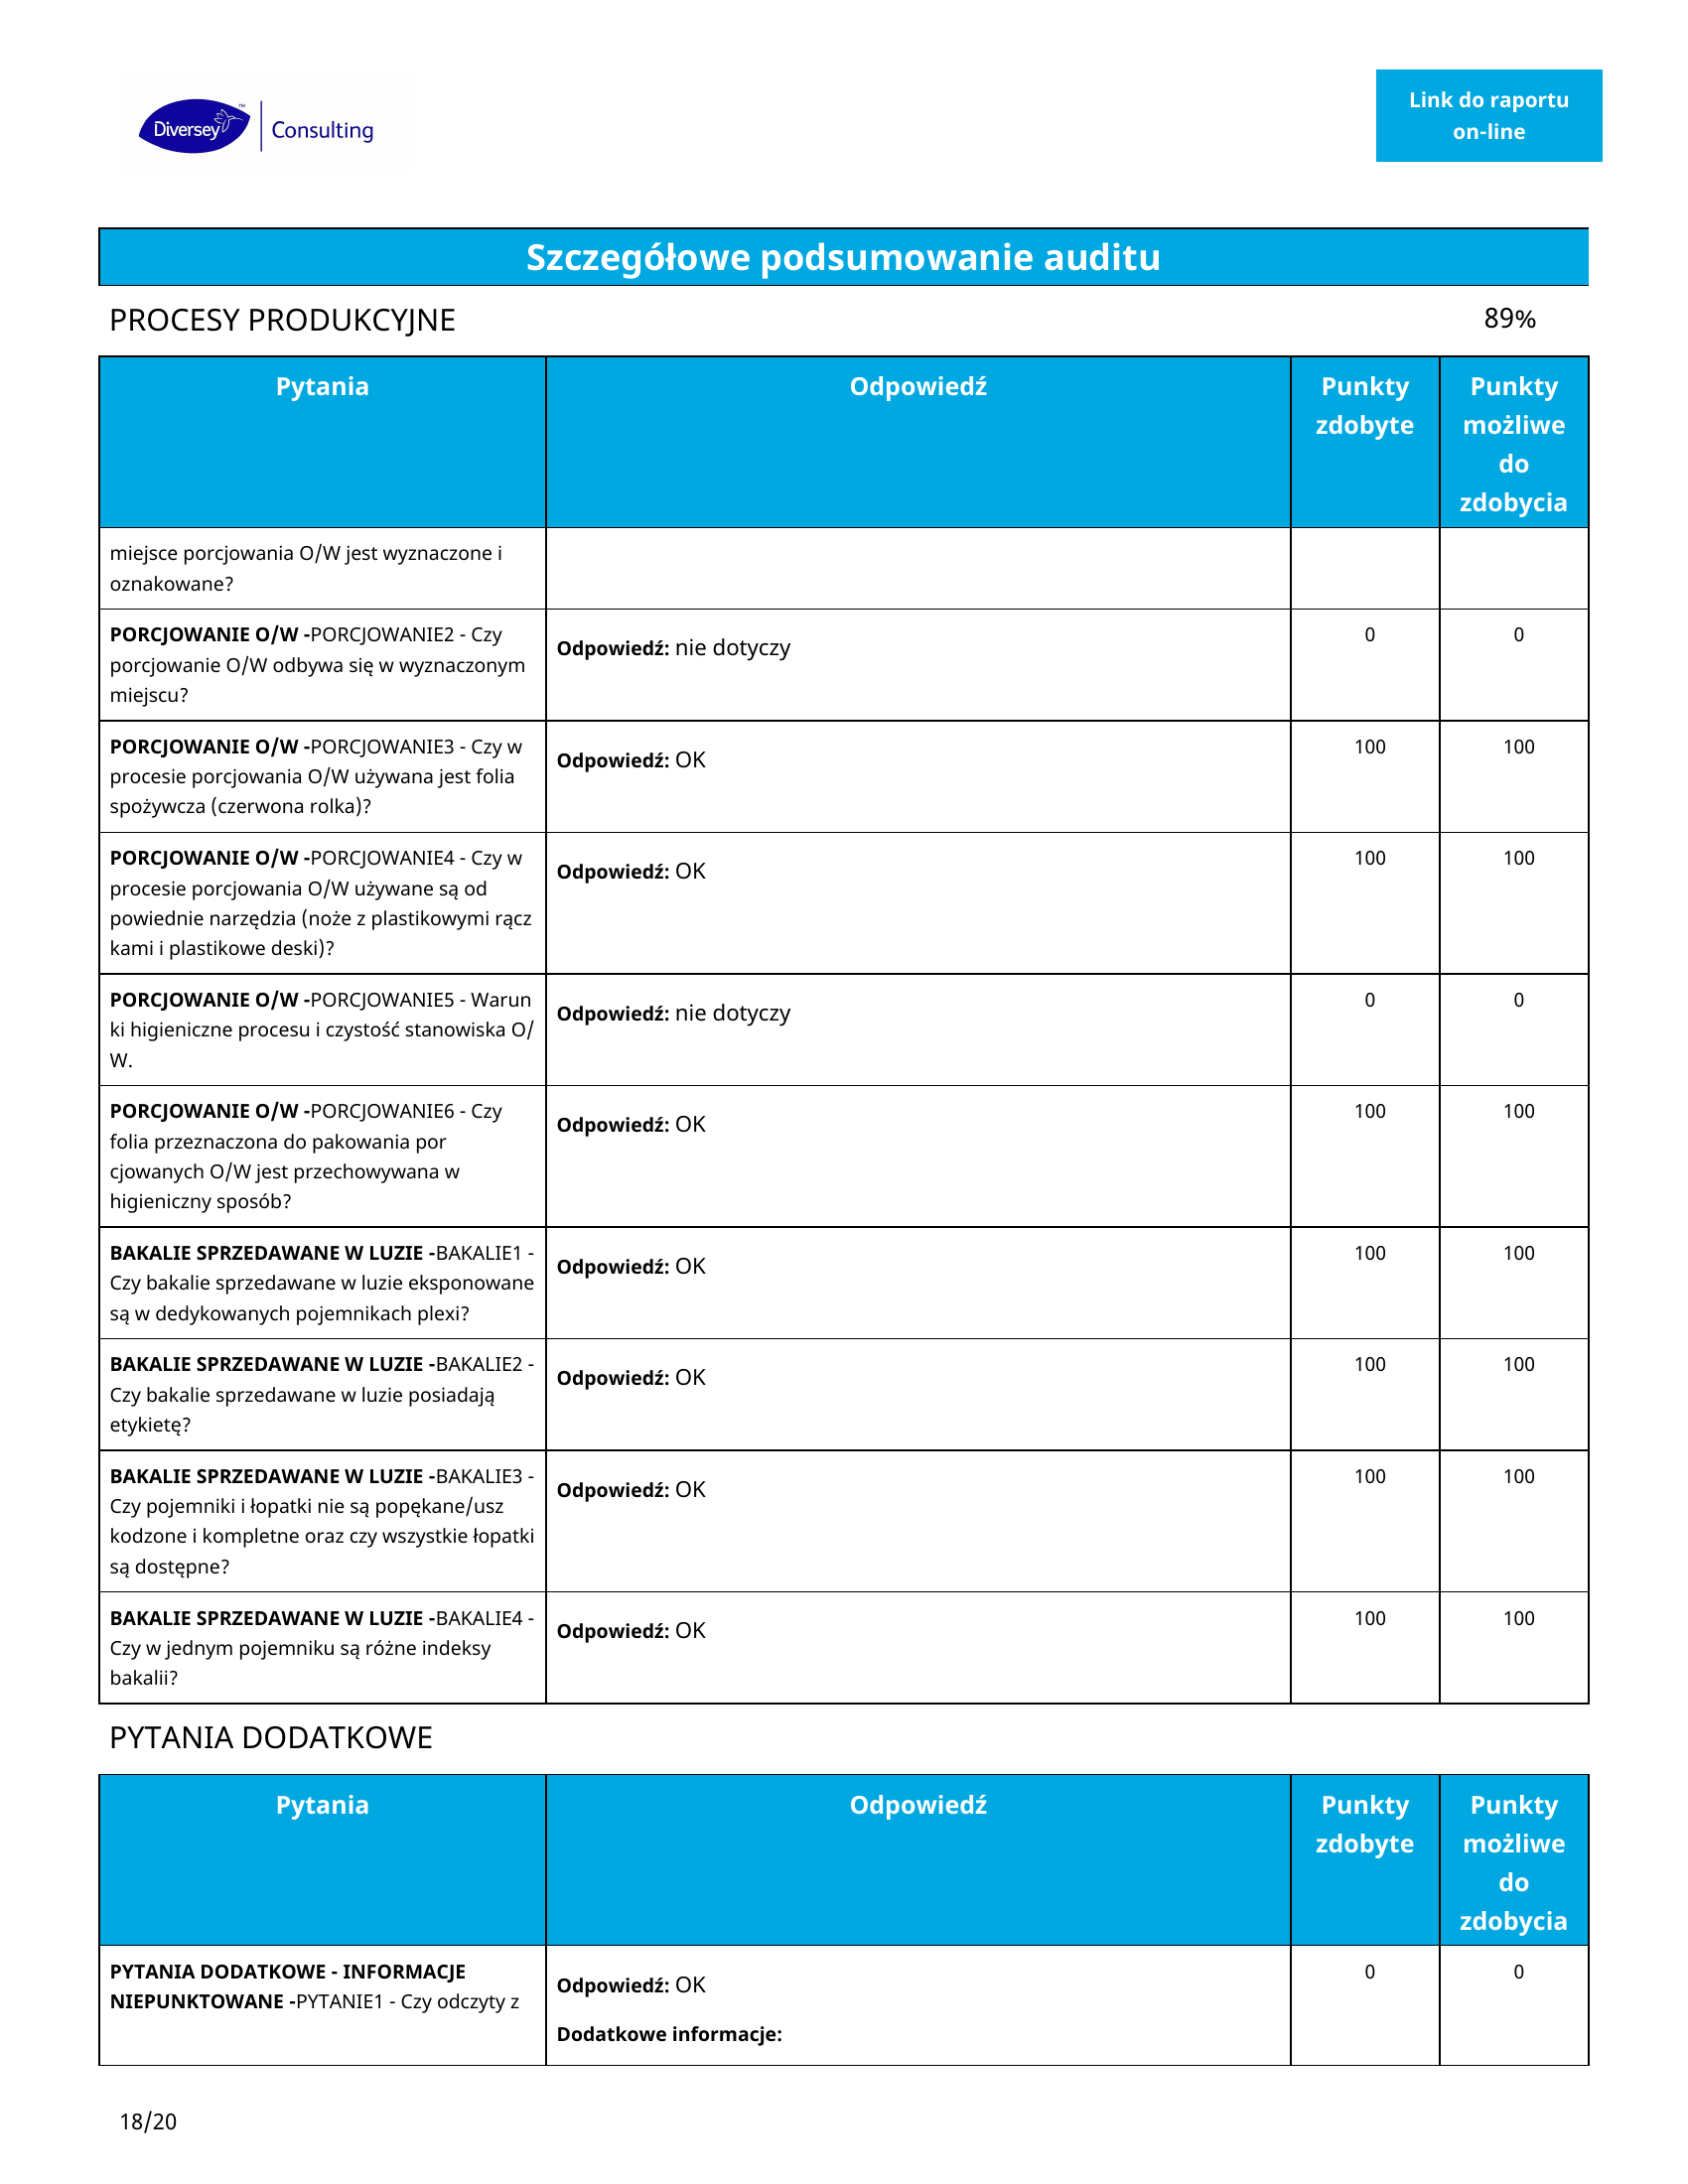 Diversey™ Consulting
Link do raportu
on-line
Szczegółowe podsumowanie auditu
PROCESY PRODUKCYJNE 89%
Pytania Odpowiedź Punkty zdobyte Punkty możliwe do zdobycia
miejsce porcjowania O/W jest wyznaczone i
oznakowane?
PORCJOWANIE O/W -PORCJOWANIE2 - Czy
porcjowanie O/W odbywa się w wyznaczonym
miejscu?
Odpowiedź: nie dotyczy
0 0
PORCJOWANIE O/W -PORCJOWANIE3 - Czy w
procesie porcjowania O/W używana jest folia
spożywcza (czerwona rolka)?
Odpowiedź: OK
100 100
PORCJOWANIE O/W -PORCJOWANIE4 - Czy w
procesie porcjowania O/W używane są od
powiednie narzędzia (noże z plastikowymi rącz
kami i plastikowe deski)?
Odpowiedź: OK
100 100
PORCJOWANIE O/W -PORCJOWANIE5 - Warun
ki higieniczne procesu i czystość stanowiska O/
W.
Odpowiedź: nie dotyczy
0 0
PORCJOWANIE O/W -PORCJOWANIE6 - Czy
folia przeznaczona do pakowania por
cjowanych O/W jest przechowywana w
higieniczny sposób?
Odpowiedź: OK
100 100
BAKALIE SPRZEDAWANE W LUZIE -BAKALIE1 -
Czy bakalie sprzedawane w luzie eksponowane
są w dedykowanych pojemnikach plexi?
Odpowiedź: OK
100 100
BAKALIE SPRZEDAWANE W LUZIE -BAKALIE2 -
Czy bakalie sprzedawane w luzie posiadają
etykietę?
Odpowiedź: OK
100 100
BAKALIE SPRZEDAWANE W LUZIE -BAKALIE3 -
Czy pojemniki i łopatki nie są popękane/usz
kodzone i kompletne oraz czy wszystkie łopatki
są dostępne?
Odpowiedź: OK
100 100
BAKALIE SPRZEDAWANE W LUZIE -BAKALIE4 -
Czy w jednym pojemniku są różne indeksy
bakalii?
Odpowiedź: OK
100 100
PYTANIA DODATKOWE
Pytania Odpowiedź Punkty zdobyte Punkty możliwe do zdobycia
PYTANIA DODATKOWE - INFORMACJE
NIEPUNKTOWANE -PYTANIE1 - Czy odczyty z
Odpowiedź: OK
Dodatkowe informacje:
0 0
18/20